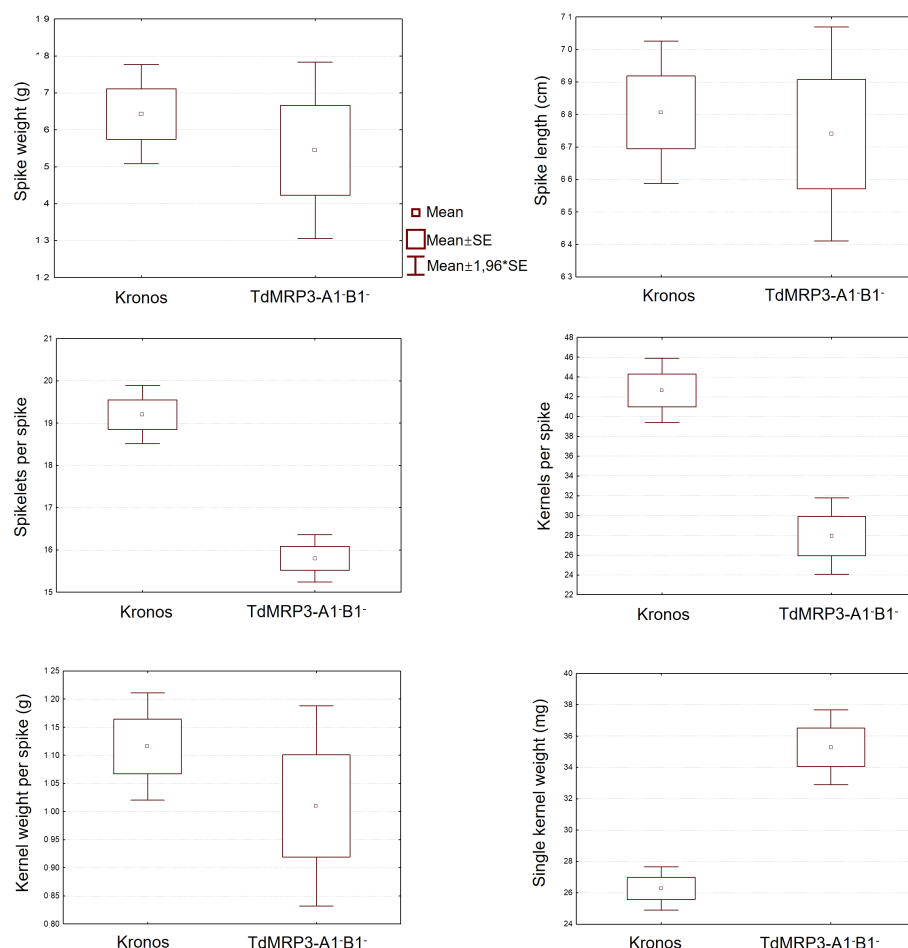 1 9
1 8
7
6
5
4
1 3
1 2
Spike weight (g)
Kronos
TdMRP3-A1-B1-
Mean
Mean±SE
Mean±1,96*SE
7 1
7 0
6 9
6 8
6 7
6 6
6 5
6 4
6 3
Spike length (cm)
Kronos
TdMRP3-A1-B1-
21
20
19
18
17
16
15
Spikelets per spike
Kronos
TdMRP3-A1-B1-
48
46
44
42
40
38
36
34
32
30
28
26
24
22
Kernels per spike
Kronos
TdMRP3-A1-B1-
1 25
1 20
1 15
1 10
1 05
1 00
0 95
0 90
0 85
0 80
Kernel weight per spike (g)
Kronos
TdMRP3-A1-B1-
40
38
36
34
32
30
28
26
24
Single kernel weight (mg)
Kronos
TdMRP3-A1-B1-